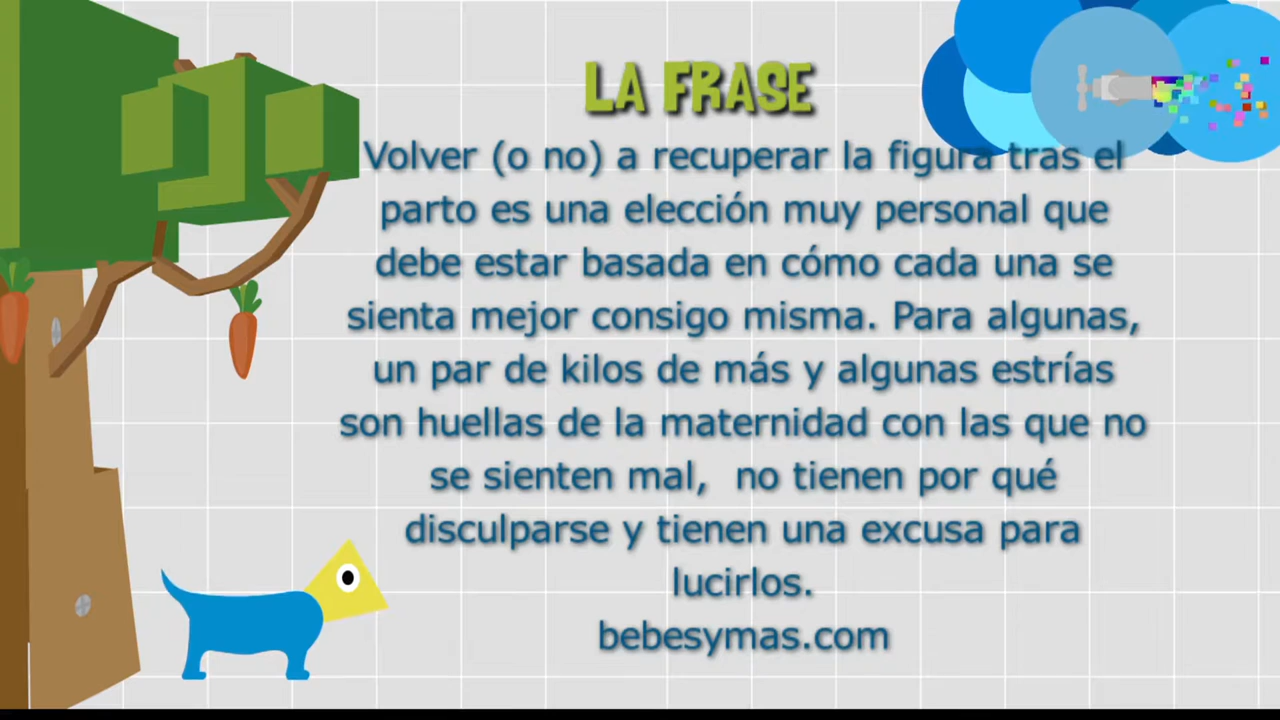 LA FRASE
Volver (o no) a recuperar la figura tras el
parto es una elección muy personal que
debe estar basada en cómo cada una se
sienta mejor consigo misma. Para algunas,
un par de kilos de más y algunas estrías
son huellas de la maternidad con las que no
se sienten mal,  no tienen por qué
disculparse y tienen una excusa para
lucirlos.
bebesymas.com